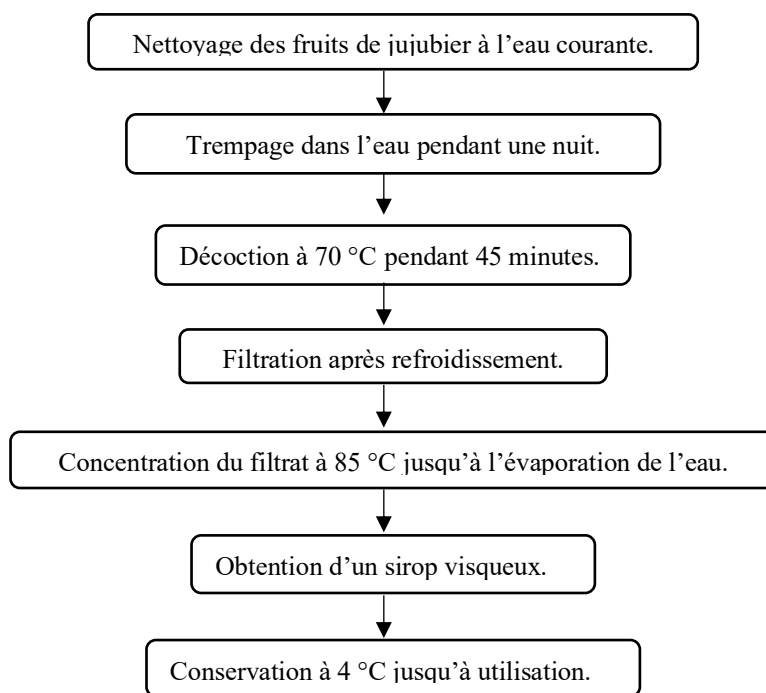 Nettoyage des fruits de jujubier à l’eau courante.
Trempage dans l’eau pendant une nuit.
Décoction à 70 °C pendant 45 minutes.
Filtration après refroidissement.
Concentration du filtrat à 85 °C jusqu’à l’évaporation de l’eau.
Obtention d’un sirop visqueux.
Conservation à 4 °C jusqu’à utilisation.